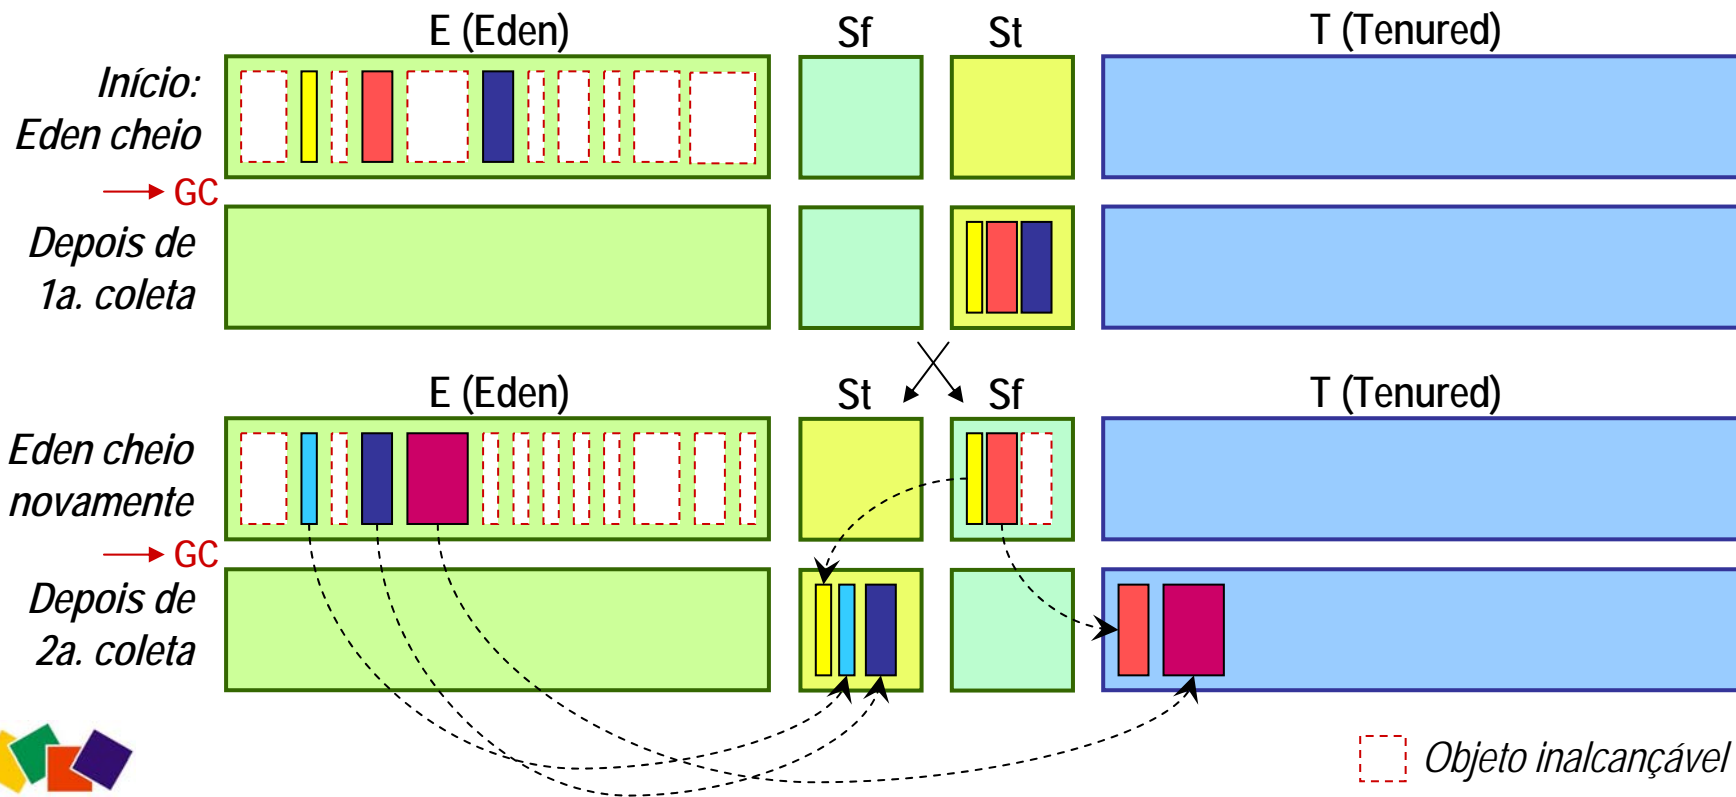 E (Eden) Sf St T (Tenured)
Início:
Eden cheio
GC
Depois de
1a. coleta
E (Eden) St Sf T (Tenured)
Eden cheio
novamente
GC
Depois de
2a. coleta
Objeto inalcançável